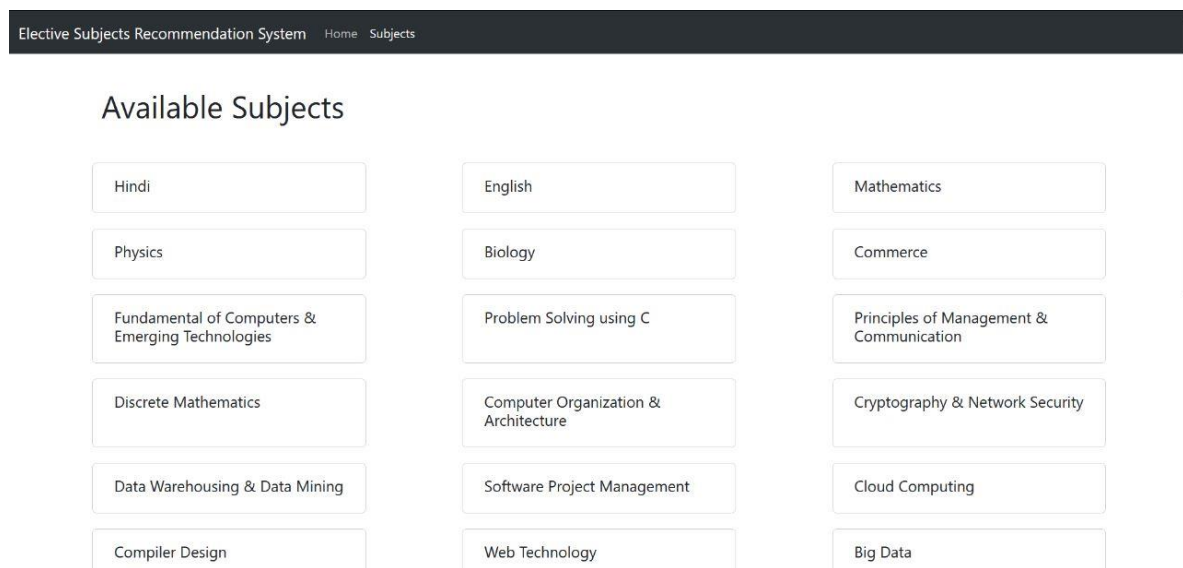 Elective Subjects Recommendation System Home Subjects
Available Subjects
Hindi
English
Mathematics
Physics
Biology
Commerce
Fundamental of Computers &
Emerging Technologies
Problem Solving using C
Principles of Management &
Communication
Discrete Mathematics
Computer Organization &
Architecture
Cryptography & Network Security
Data Warehousing & Data Mining
Software Project Management
Cloud Computing
Compiler Design
Web Technology
Big Data